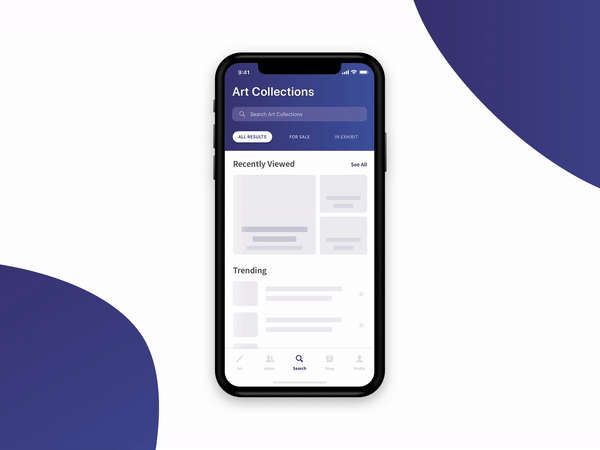 9:41
Art Collections
Search Art Collections
ALL RESULTS FOR SALE IN EXHIBIT
Recently Viewed See All
Trending
Art Artists Search Shop Profile